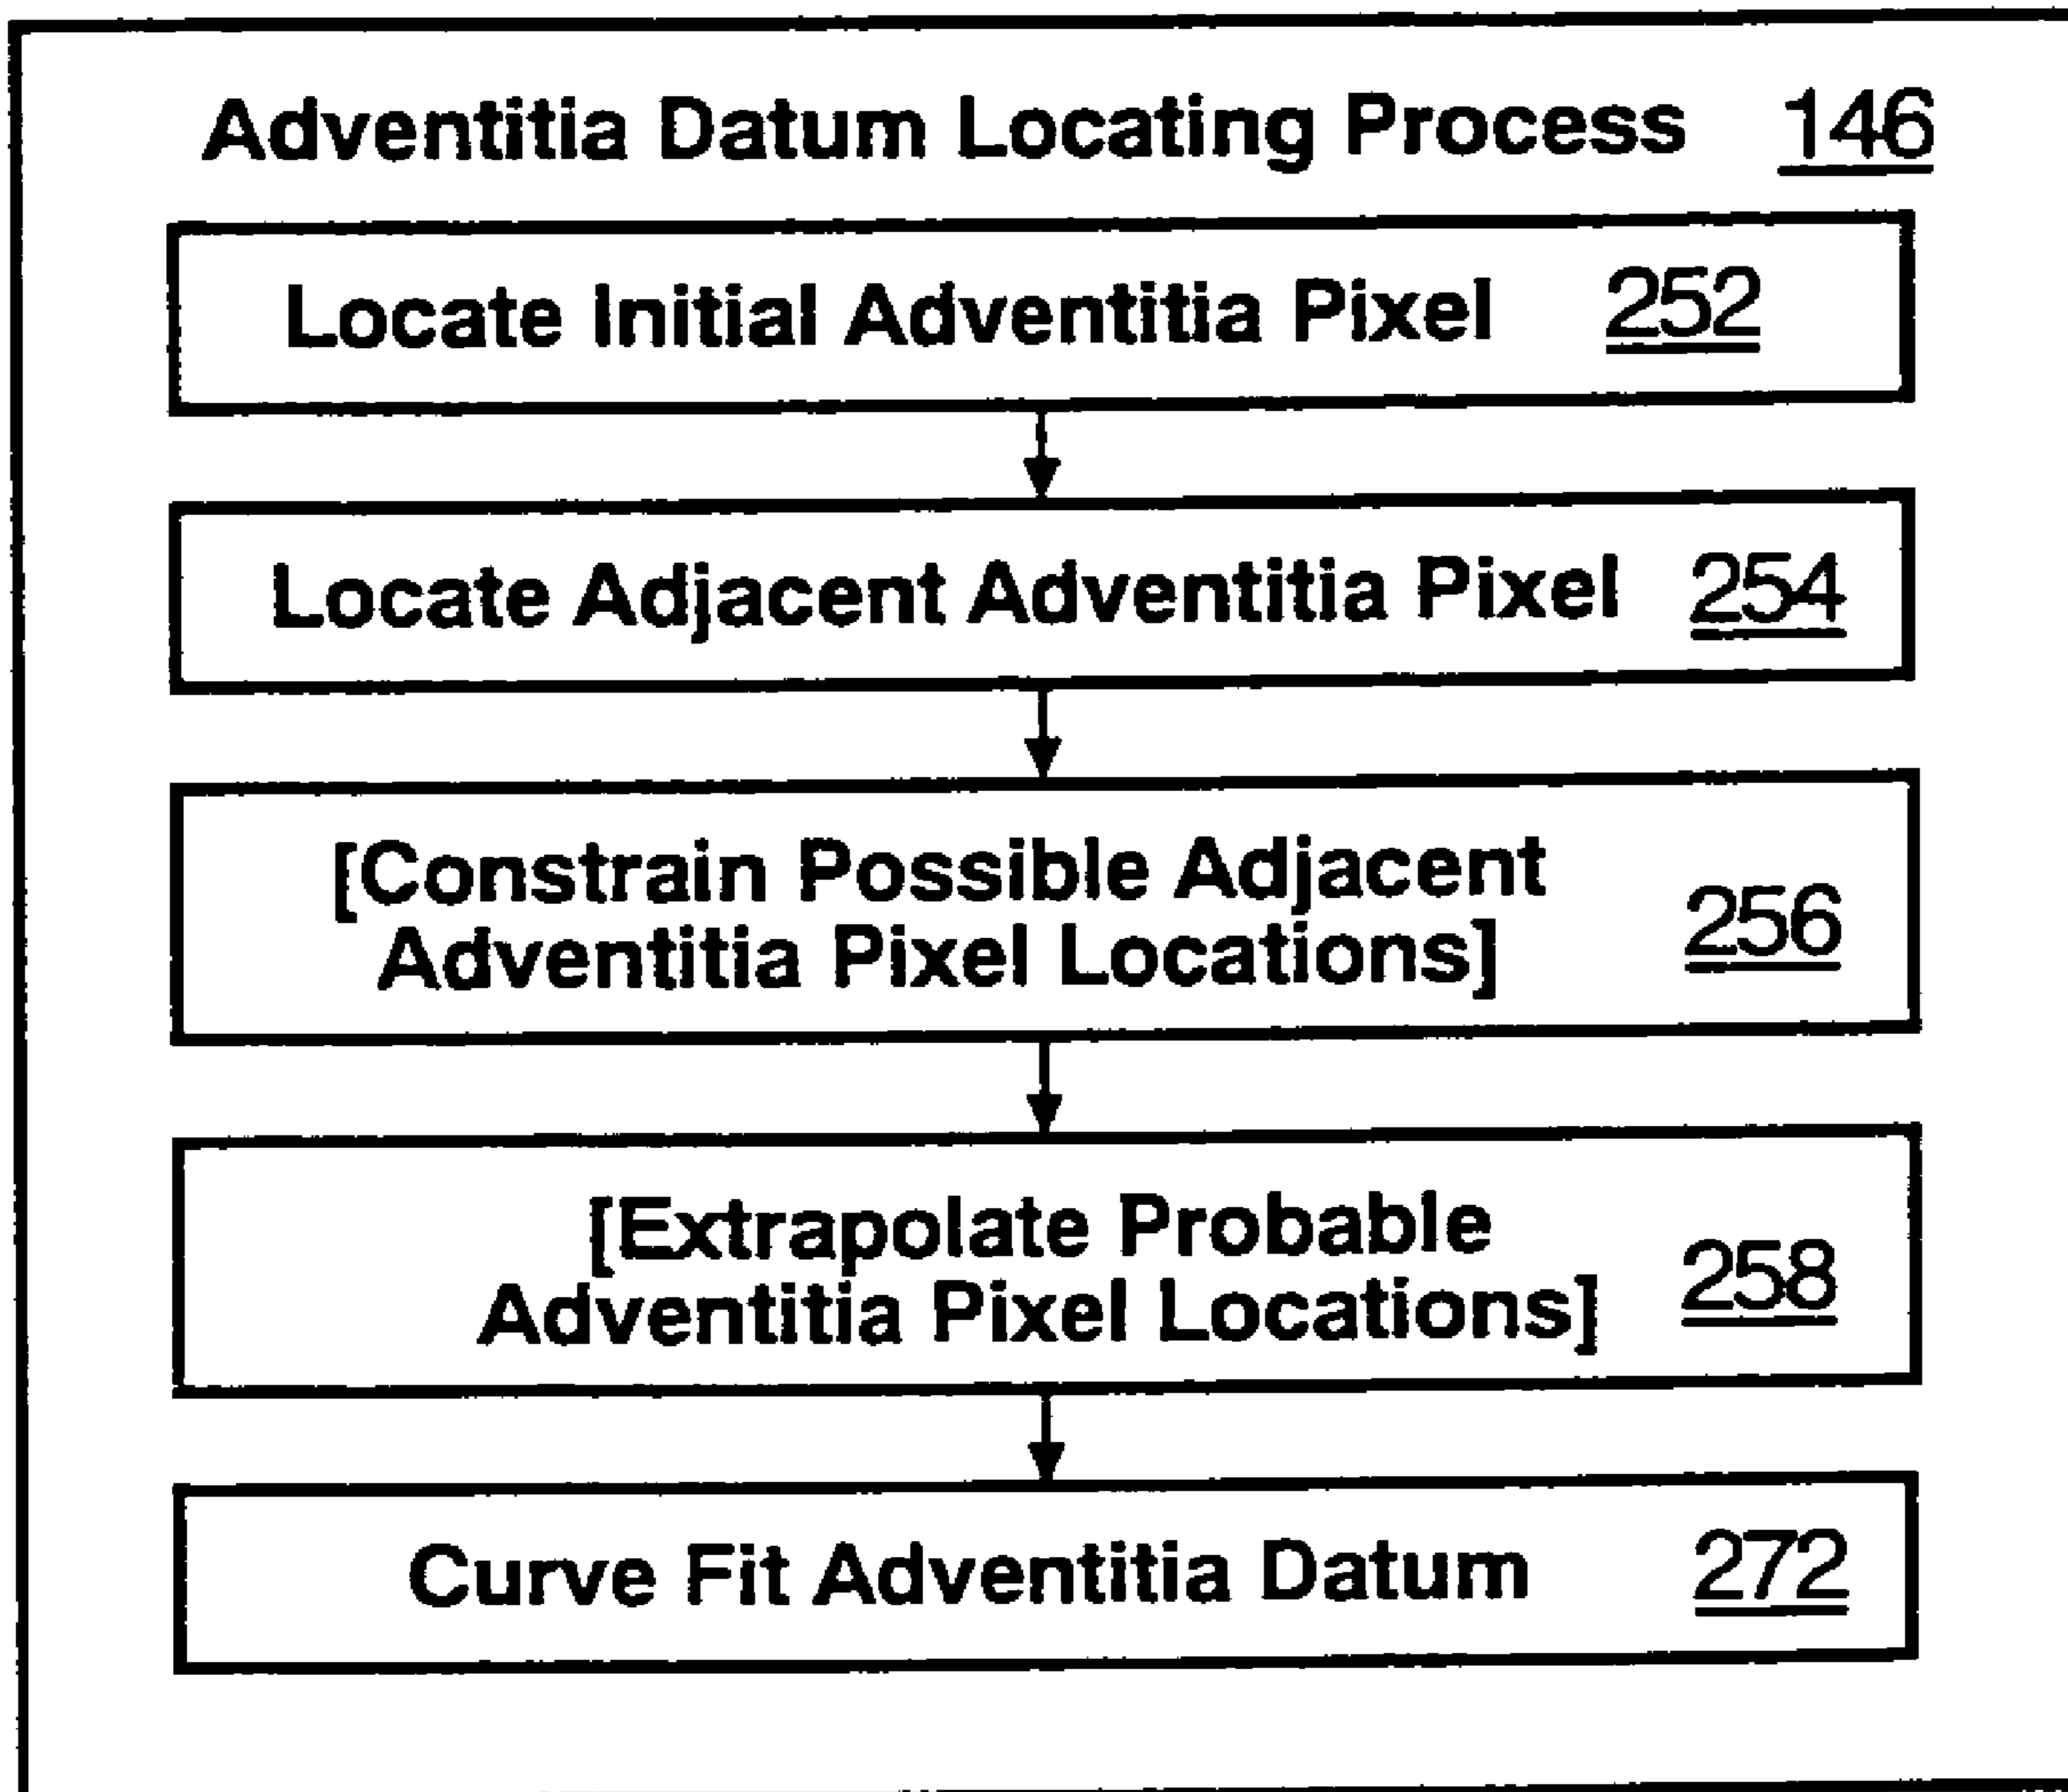 Adventitia Datum Locating Process 146
Locate Initial Adventitia Pixel 252
Locate Adjacent Adventitia Pixel 254
[Constrain Possible Adjacent
Adventitia Pixel Locations] 256
[Extrapolate Probable
Adventitia Pixel Locations] 258
Curve Fit Adventitia Datum 272